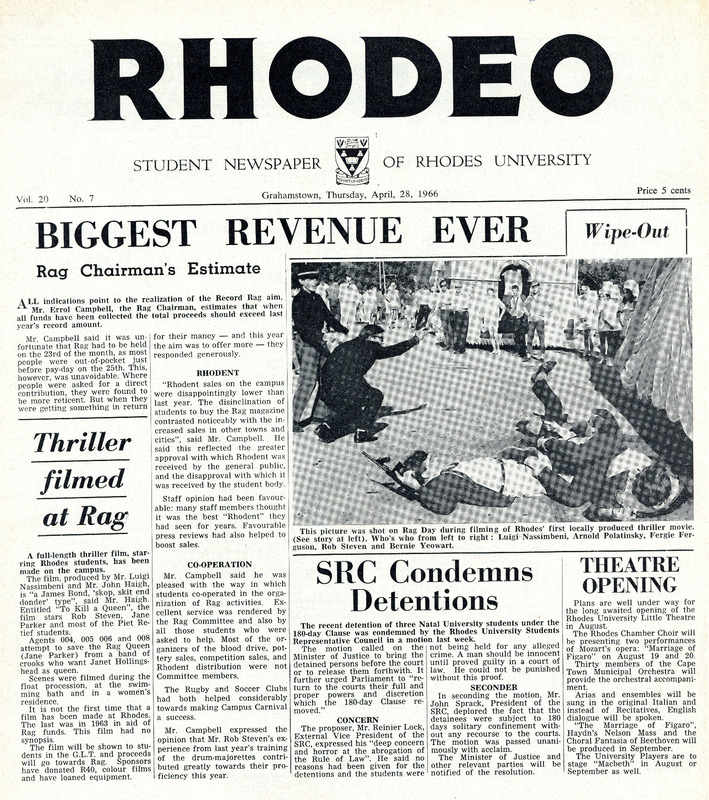 RHODEO
STUDENT NEWSPAPER OF RHODES UNIVERSITY
Vol. 20 No. 7
Grahamstown, Thursday, April, 28, 1966
Price 5 cents
BIGGEST REVENUE EVER
Rag Chairman's Estimate
ALL indications point to the realization of the Record Rag aim.
Mr. Errol Campbell, the Rag Chairman, estimates that when
all funds have been collected the total proceeds should exceed last
year's record amount.
Mr. Campbell said it was un-
fortunate that Rag had to be held
on the 23rd of the month, as most
people were out-of-pocket just
before pay-day on the 25th. This,
however, was unavoidable. Where
people were asked for a direct
contribution, they were found to
be more reticent. But when they
were getting something in return
for their maney — and this year
the aim was to offer more — they
responded generously.
RHODENT
"Rhodent sales on the campus
were disappointingly lower than
last year. The disinclination of
students to buy the Rag magazine
contrasted noticeably with the in-
creased sales in other towns and
cities", said Mr. Campbell. He
said this reflected the greater
approval with which Rhodent was
received by the general public,
and the disapproval with which it
was received by the student body.
Staff opinion had been favour-
able: many staff members thought
it was the best "Rhodent" they
had seen for years. Favourable
press reviews had also helped to
boost sales.
CO-OPERATION
Mr. Campbell said he was
pleased with the way in which
students co-operated in the orga-
nization of Rag activities. Ex-
cellent service was rendered by
the Rag Committee and also by
all those students who were
asked to help. Most of the or-
ganizers of the blood drive, pot-
tery sales, competition sales, and
Rhodent distribution were not
Committee members.
The Rugby and Soccer Clubs
had both helped considerably
towards making Campus Carnival
a success.
Mr. Campbell expressed the
opinion that Mr. Rob Steven's ex-
perience from last year's training
of the drum-majorettes contri-
buted greatly towards their pro-
ficiency this year.
Thriller
filmed
at Rag
A full-length thriller film, star-
ring Rhodes students, has been
made on the campus.
The film, produced by Mr. Luigi
Nassimbeni and Mr. John Haigh,
is "a James Bond, 'skop, skit end
donder' type", said Mr. Haigh.
Entitled "To Kill a Queen", the
film stars Rob Steven, Jane
Parker and most of the Piet Re-
tief students.
Agents 004, 005 006 and 008
attempt to save the Rag Queen
(Jane Parker) from a band of
crooks who want Janet Hollings-
head as queen.
Scenes were filmed during the
float procession, at the swim-
ming bath and in a women's
residence.
It is not the first time that a
film has been made at Rhodes.
The last was in 1963 in aid of
Rag funds. This film had no
synopsis.
The film will be shown to stu-
dents in the G.L.T. and proceeds
will go towards Rag. Sponsors
have donated R40, colour films
and have loaned equipment.
Wipe-Out
This picture was shot on Rag Day during filming of Rhodes' first locally produced thriller movie.
(See story at left). Who's who from left to right : Luigi Nassimbeni, Arnold Polatinsky, Fergie Fer-
guson, Rob Steven and Bernie Yeowart.
SRC Condemns
Detentions
The recent detention of three Natal University students under the
180-day Clause was condemned by the Rhodes University Students
Representative Council in a motion last week.
The motion called on the
Minister of Justice to bring the
detained persons before the court
or to release them forthwith. It
further urged Parliament to "re-
turn to the courts their full and
proper powers and discretion
which the 180-day Clause re-
moved."
CONCERN
The proposer, Mr. Reinier Lock,
External Vice President of the
SRC, expressed his "deep concern
and horror at the abrogation of
the Rule of Law". He said no
reasons had been given for the
detentions and the students were
not being held for any alleged
crime. A man should be innocent
until proved guilty in a court of
law. He could not be punished
without this proof.
SECONDER
In seconding the motion, Mr.
John Sprack, President of the
SRC, deplored the fact that the
detainees were subject to 180
days solitary confinement with-
out any recourse to the courts.
The motion was passed unani-
mously with acclaim.
The Minister of Justice and
other relevant parties will be
notified of the resolution.
THEATRE
OPENING
Plans are well under way for
the long awaited opening of the
Rhodes University Little Theatre
in August.
The Rhodes Chamber Choir will
be presenting two performances
of Mozart's opera: "Marriage of
Figaro" on August 19 and 20.
Thirty members of the Cape
Town Municipal Orchestra will
provide the orchestral accompani-
ment.
Arias and ensembles will be
sung in the original Italian and
instead of Recitatives, English
dialogue will be spoken.
"The Marriage of Figaro",
Haydn's Nelson Mass and the
Choral Fantasia of Beethoven will
be produced in September.
The University Players are to
stage "Macbeth" in August or
September as well.